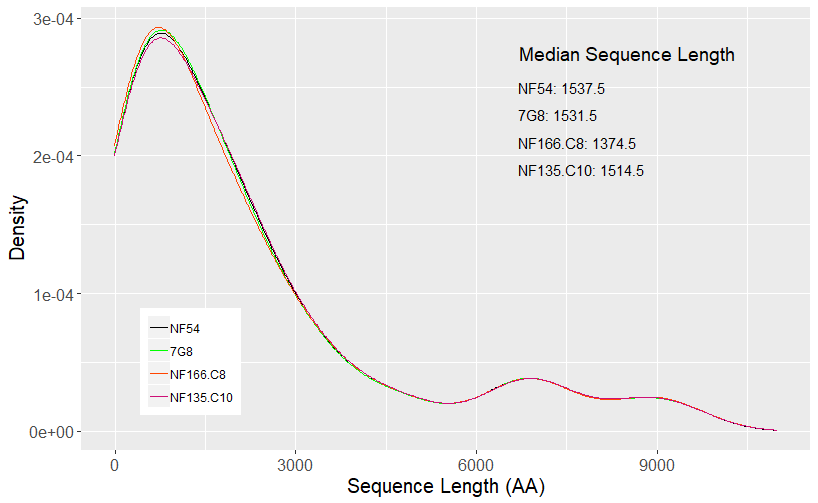 3e-04
2e-04
1e-04
0e+00
Density
Median Sequence Length
NF54: 1537.5
7G8: 1531.5
NF166.C8: 1374.5
NF135.C10: 1514.5
NF54
7G8
NF166.C8
NF135.C10
0 3000 6000 9000
Sequence Length (AA)